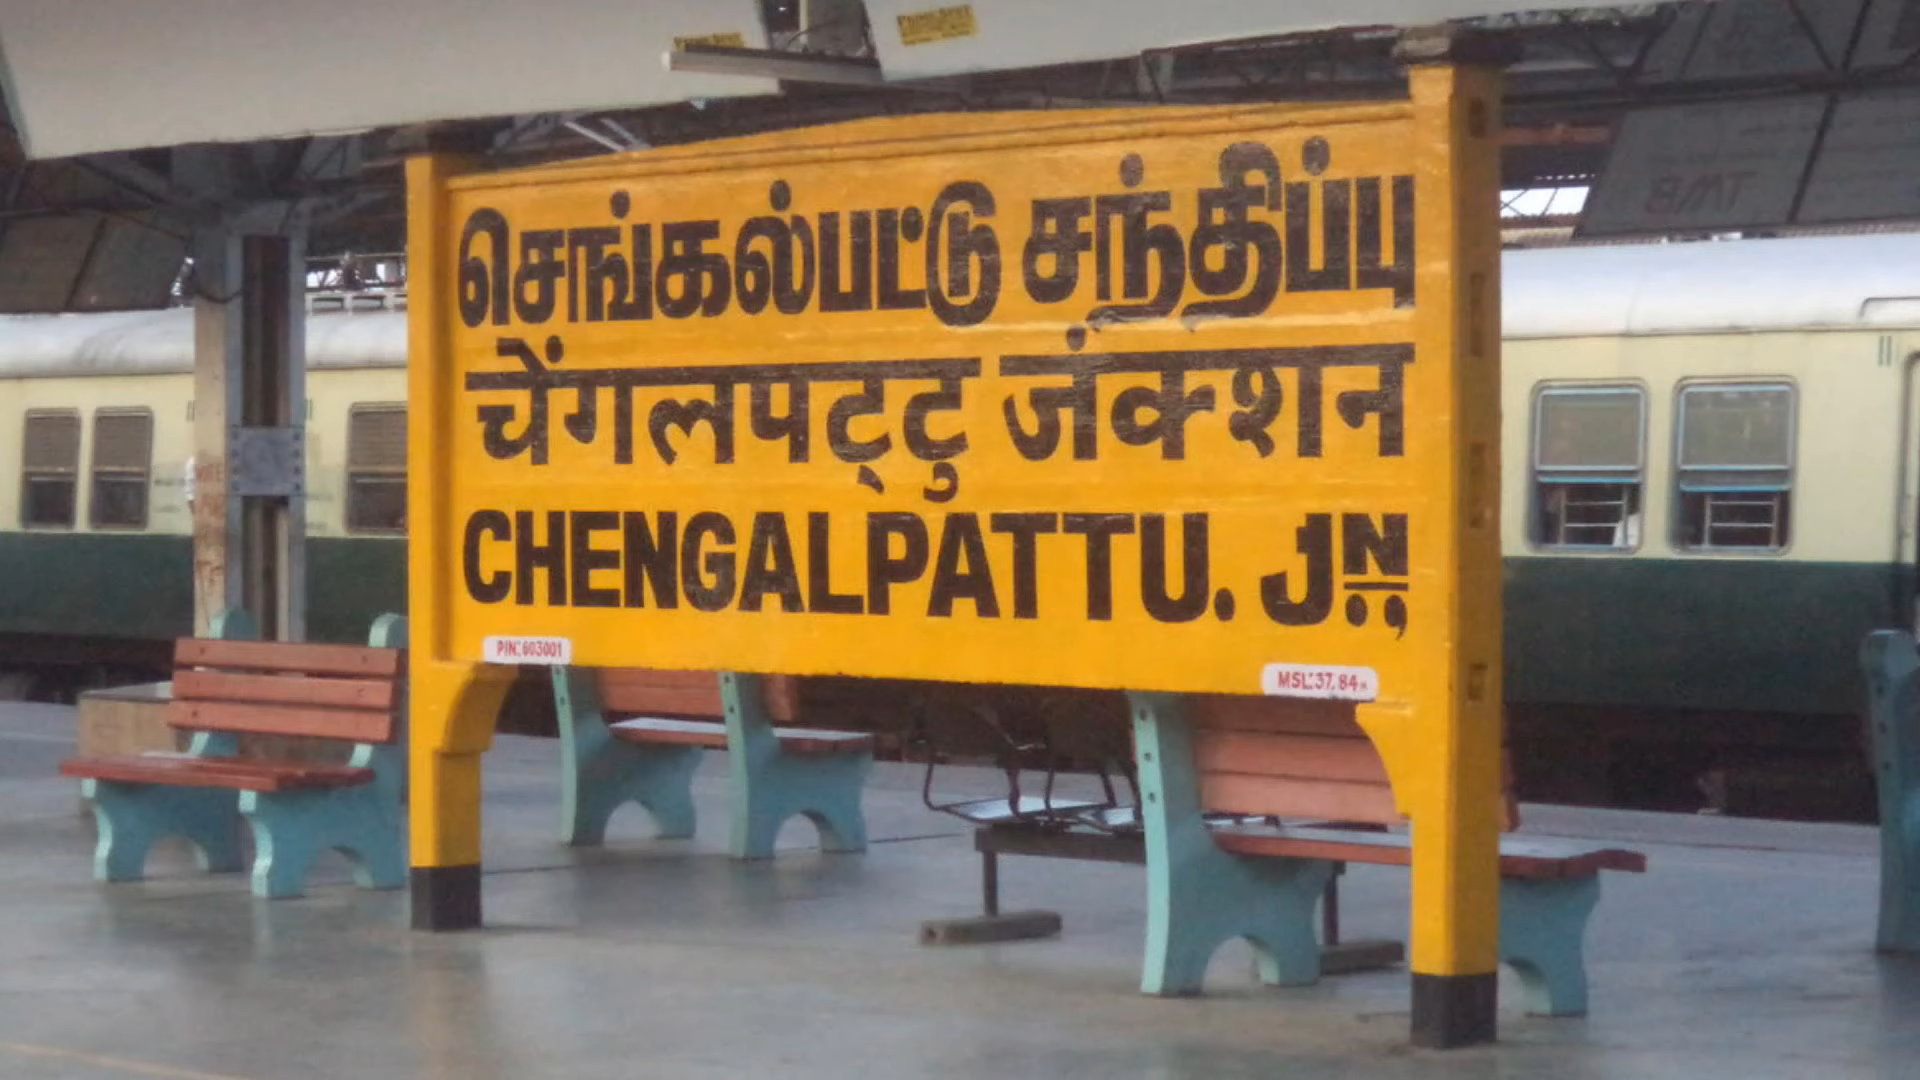 செங்கல்பட்டு சந்திப்பு
चेंगलपट्टु जंक्शन
CHENGALPATTU. JN.,
PIN:603001
MSL:37.84M